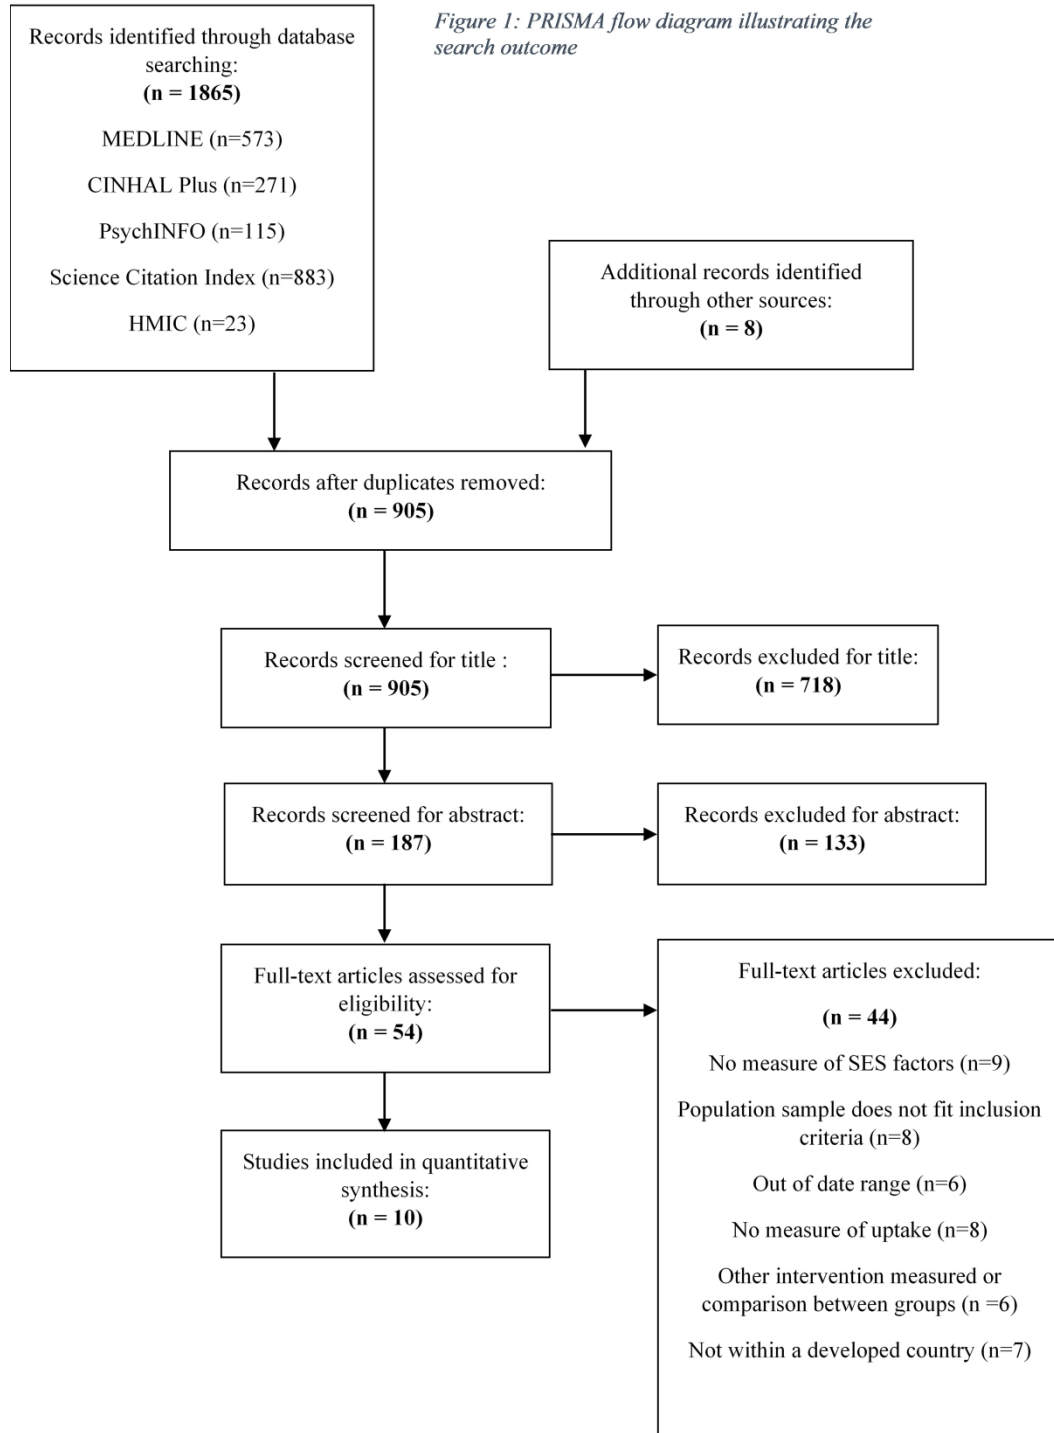 Figure 1: PRISMA flow diagram illustrating the
search outcome
Records identified through database
searching:
(n = 1865)
MEDLINE (n=573)
CINHAL Plus (n=271)
PsychINFO (n=115)
Science Citation Index (n=883)
HMIC (n=23)
Additional records identified
through other sources:
(n = 8)
Records after duplicates removed:
(n = 905)
Records screened for title :
(n = 905)
Records excluded for title:
(n = 718)
Records screened for abstract:
(n = 187)
Records excluded for abstract:
(n = 133)
Full-text articles assessed for
eligibility:
(n = 54)
Full-text articles excluded:
(n = 44)
No measure of SES factors (n=9)
Population sample does not fit inclusion
criteria (n=8)
Out of date range (n=6)
No measure of uptake (n=8)
Other intervention measured or
comparison between groups (n =6)
Not within a developed country (n=7)
Studies included in quantitative
synthesis:
(n = 10)